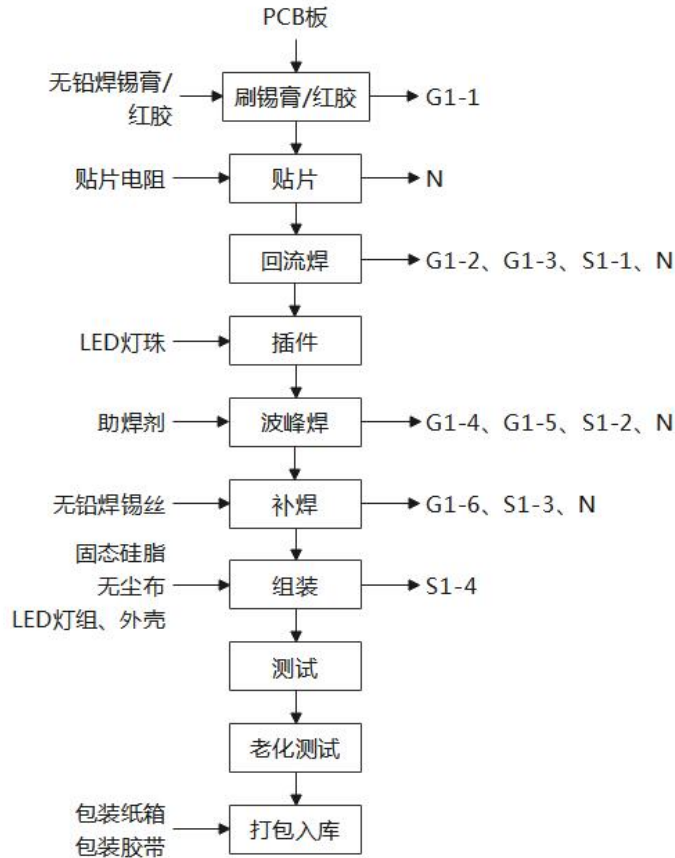 PCB板
无铅焊锡膏/
红胶
刷锡膏/红胶
G1-1
贴片电阻
贴片
N
回流焊
G1-2、G1-3、S1-1、N
LED灯珠
插件
助焊剂
波峰焊
G1-4、G1-5、S1-2、N
无铅焊锡丝
补焊
G1-6、S1-3、N
固态硅脂
无尘布
LED灯组、外壳
组装
S1-4
测试
老化测试
包装纸箱
包装胶带
打包入库